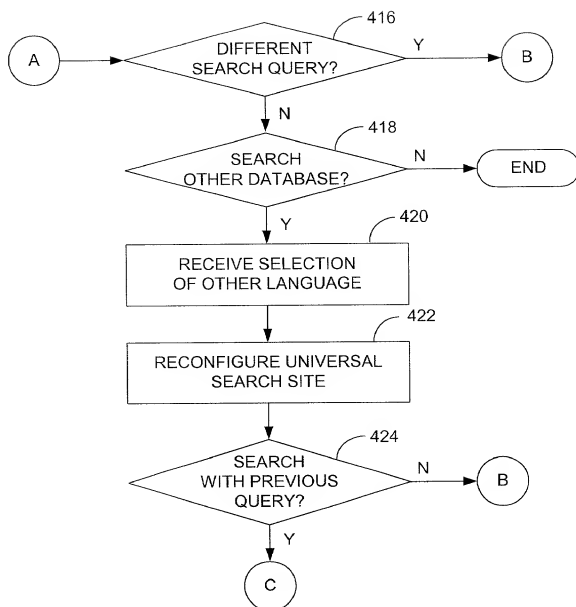 416
A
DIFFERENT
SEARCH QUERY?
Y
B
N
418
SEARCH
OTHER DATABASE?
N
END
Y
420
RECEIVE SELECTION
OF OTHER LANGUAGE
422
RECONFIGURE UNIVERSAL
SEARCH SITE
424
SEARCH
WITH PREVIOUS
QUERY?
N
B
Y
C